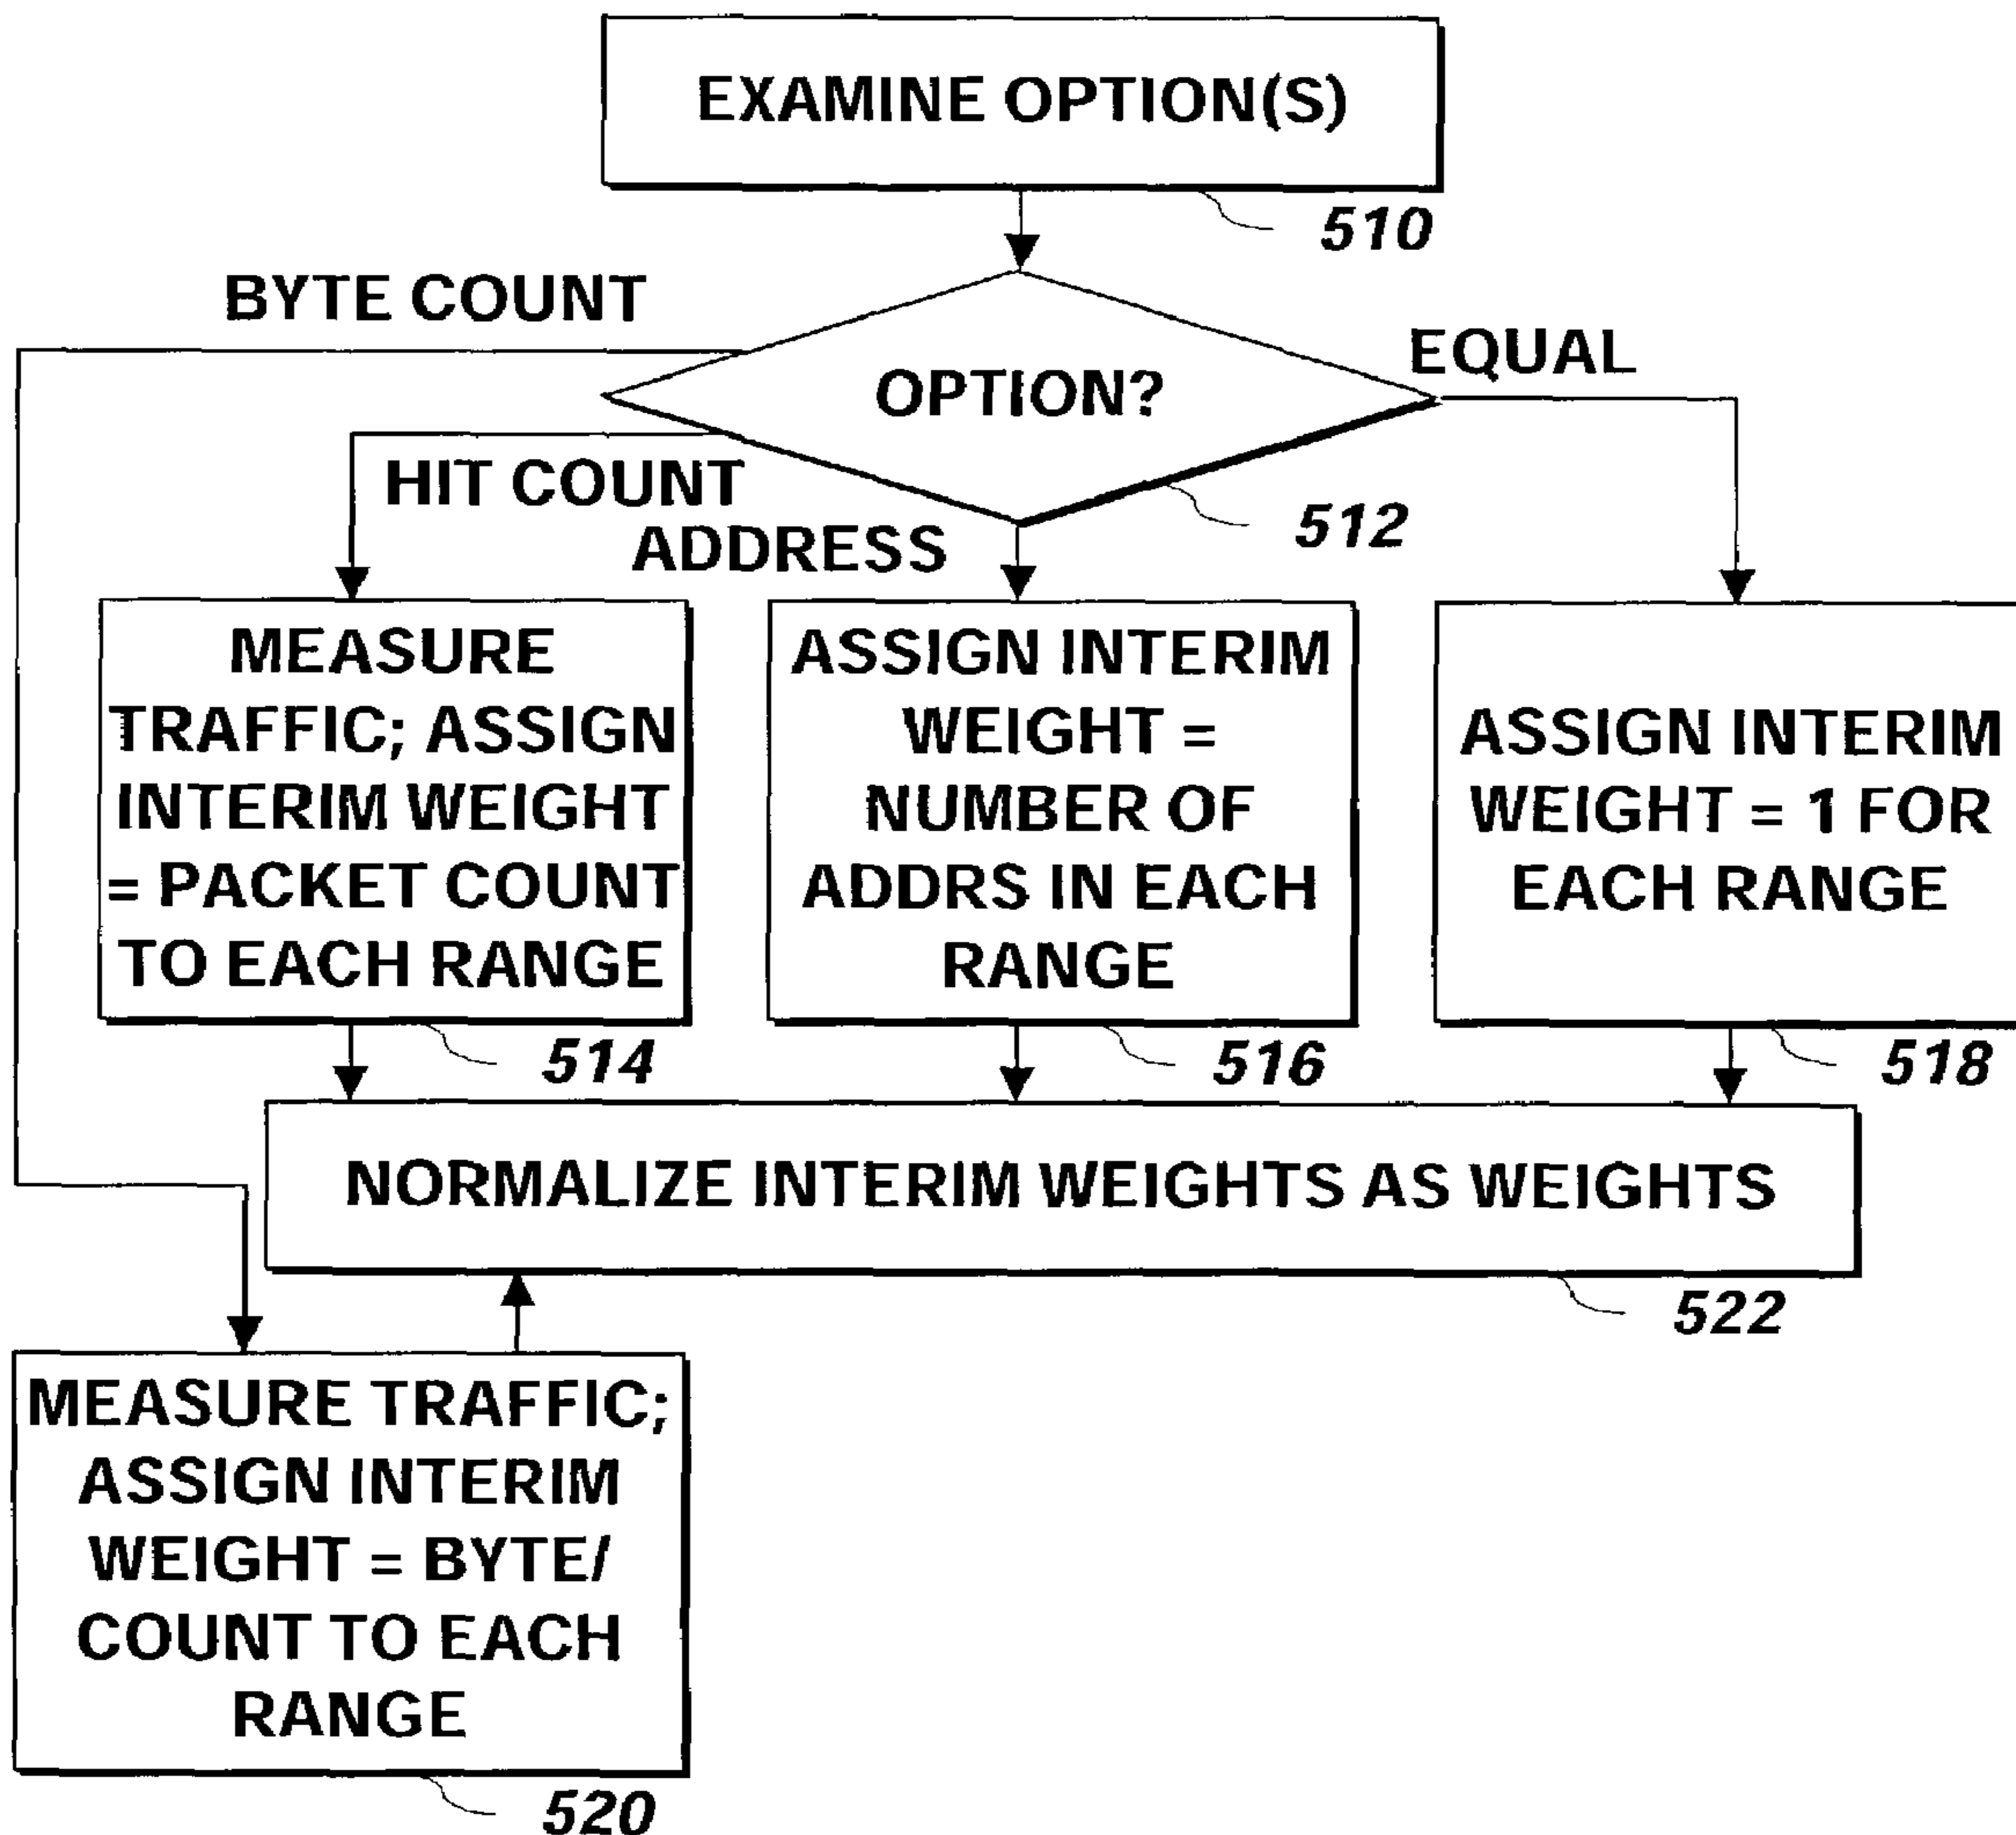 EXAMINE OPTION(S)
510
BYTE COUNT
OPTION?
EQUAL
HIT COUNT
512
ADDRESS
MEASURE
TRAFFIC; ASSIGN
INTERIM WEIGHT
= PACKET COUNT
TO EACH RANGE
514
ASSIGN INTERIM
WEIGHT =
NUMBER OF
ADDRS IN EACH
RANGE
516
ASSIGN INTERIM
WEIGHT = 1 FOR
EACH RANGE
518
NORMALIZE INTERIM WEIGHTS AS WEIGHTS
522
MEASURE TRAFFIC;
ASSIGN INTERIM
WEIGHT = BYTE/
COUNT TO EACH
RANGE
520